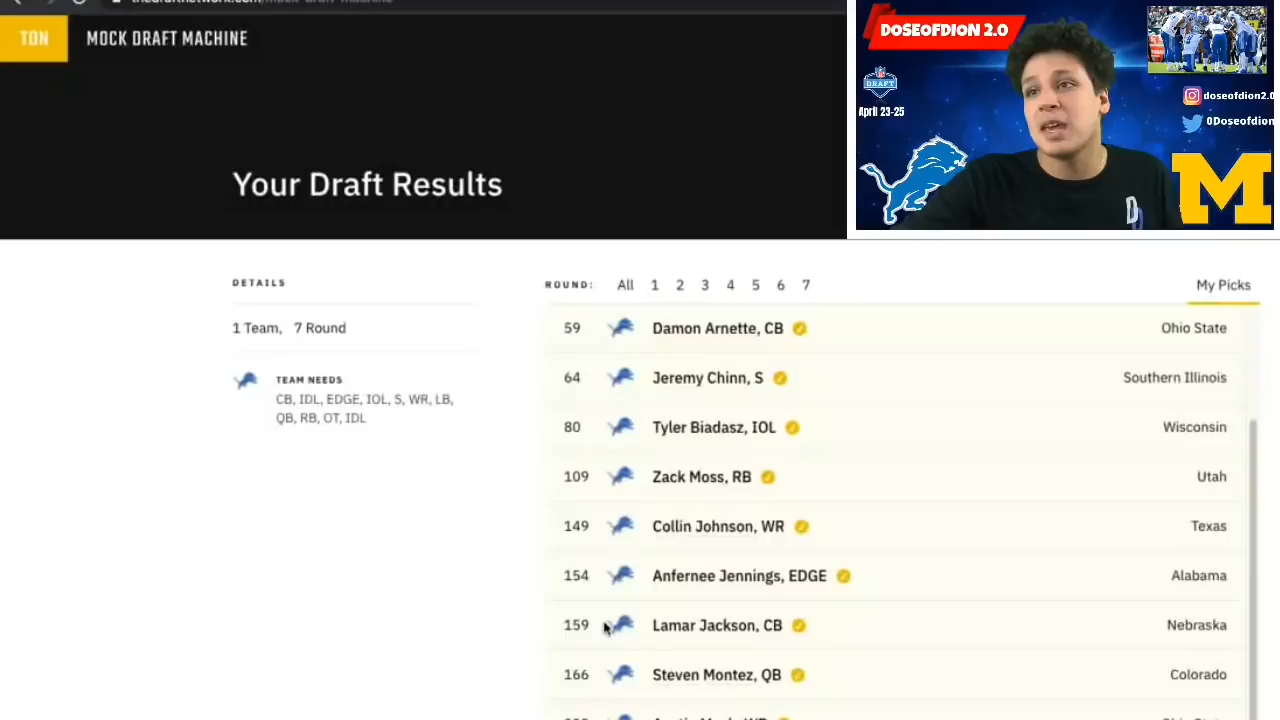 TDN MOCK DRAFT MACHINE
Your Draft Results
DOSEOFDION 2.0
DRAFT
April 23-25
doseofdion2.0
0Doseofdion
M
DETAILS
1 Team, 7 Round
TEAM NEEDS
CB, IDL, EDGE, IOL, S, WR, LB,
QB, RB, OT, IDL
ROUND: All 1 2 3 4 5 6 7 My Picks
59 Damon Arnette, CB Ohio State
64 Jeremy Chinn, S Southern Illinois
80 Tyler Biadasz, IOL Wisconsin
109 Zack Moss, RB Utah
149 Collin Johnson, WR Texas
154 Anfernee Jennings, EDGE Alabama
159 Lamar Jackson, CB Nebraska
166 Steven Montez, QB Colorado